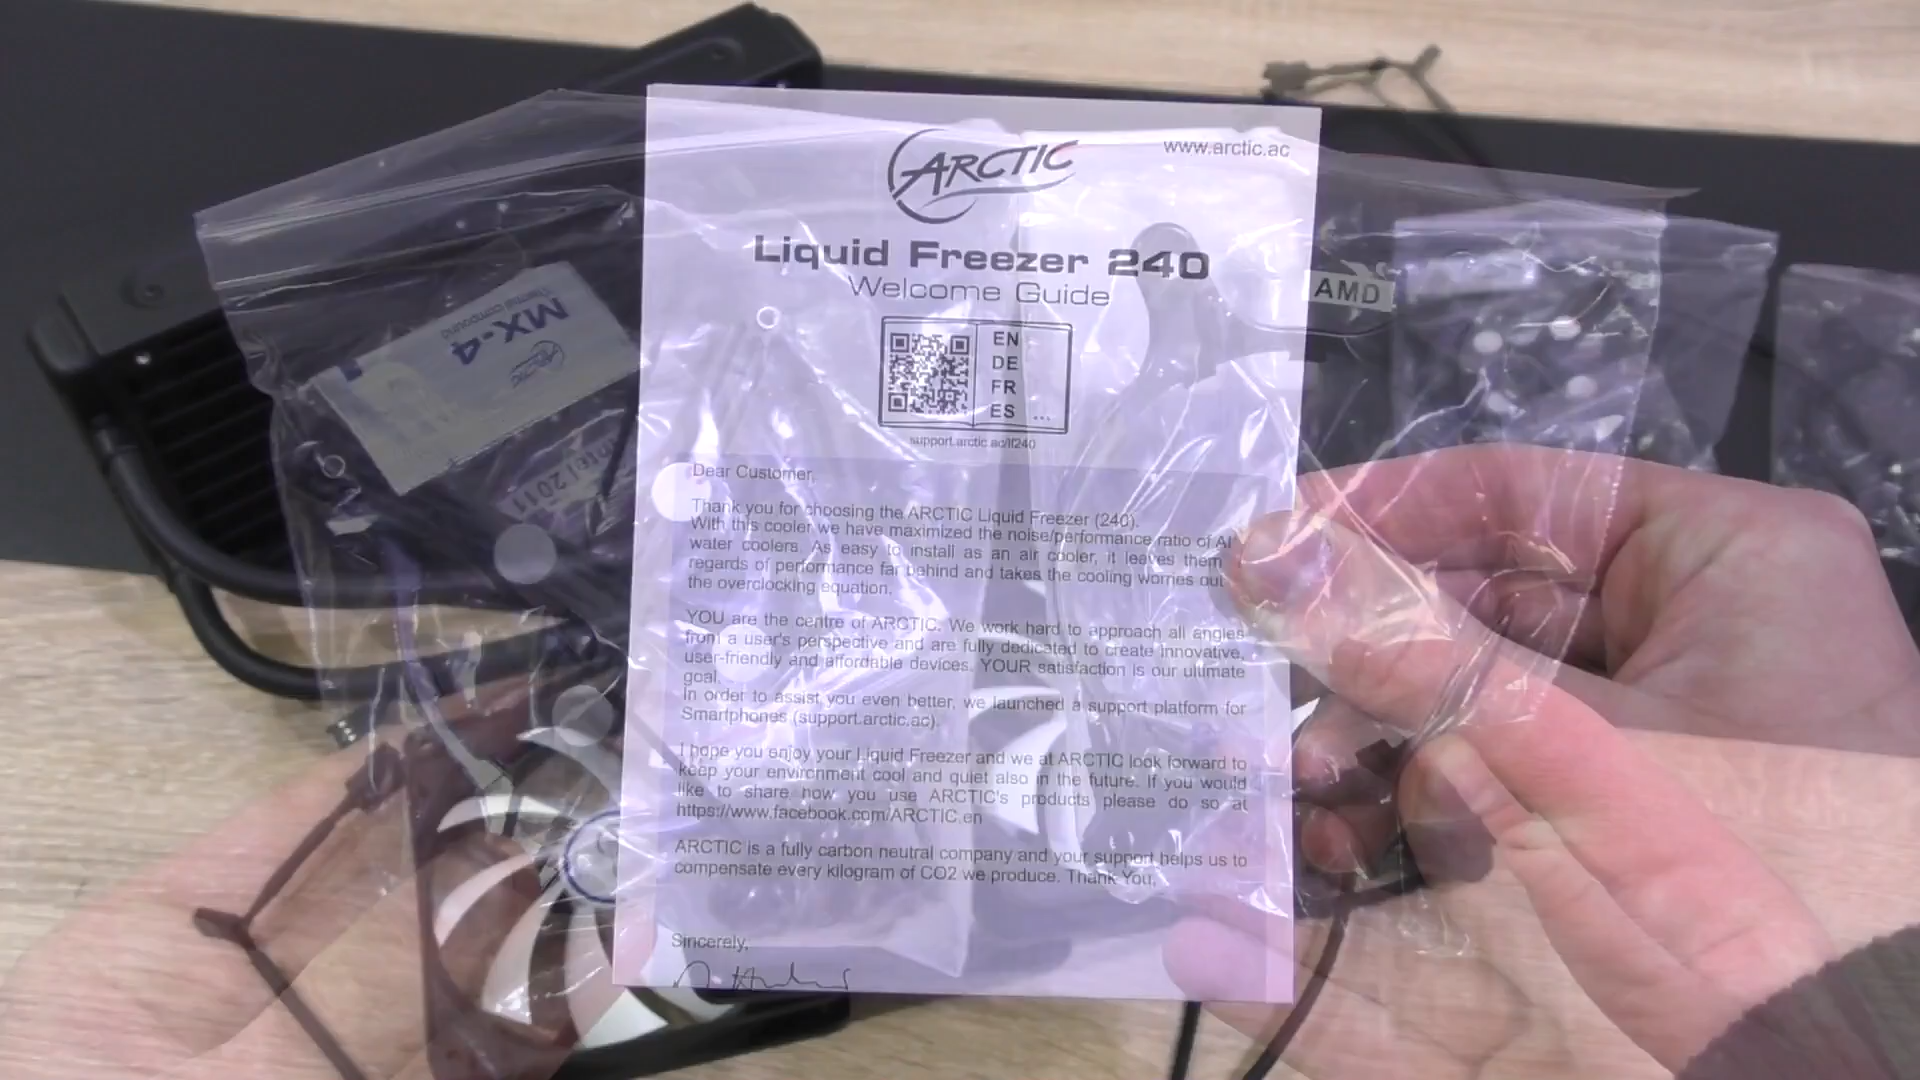 ARCTIC
www.arctic.ac
Liquid Freezer 240
Welcome Guide
EN
DE
FR
ES ...
support.arctic.ac/lf240
AMD
MX-4
Thermal compound
ARCTIC
Intel 2011
Dear Customer,
Thank you for choosing the ARCTIC Liquid Freezer (240).
With this cooler we have maximized the noise/performance ratio of
water coolers. As easy to install as an air cooler, it leaves them
regards of performance far behind and takes the cooling worries out
the overclocking equation.
YOU are the centre of ARCTIC. We work hard to approach all angles
from a user's perspective and are fully dedicated to create innovative,
user-friendly and affordable devices. YOUR satisfaction is our ultimate
goal.
In order to assist you even better, we launched a support platform for
Smartphones (support.arctic.ac).
I hope you enjoy your Liquid Freezer and we at ARCTIC look forward to
keep your environment cool and quiet also in the future. If you would
like to share how you use ARCTIC's products please do so at
https://www.facebook.com/ARCTIC.en
ARCTIC is a fully carbon neutral company and your support helps us to
compensate every kilogram of CO2 we produce. Thank You.
Sincerely,